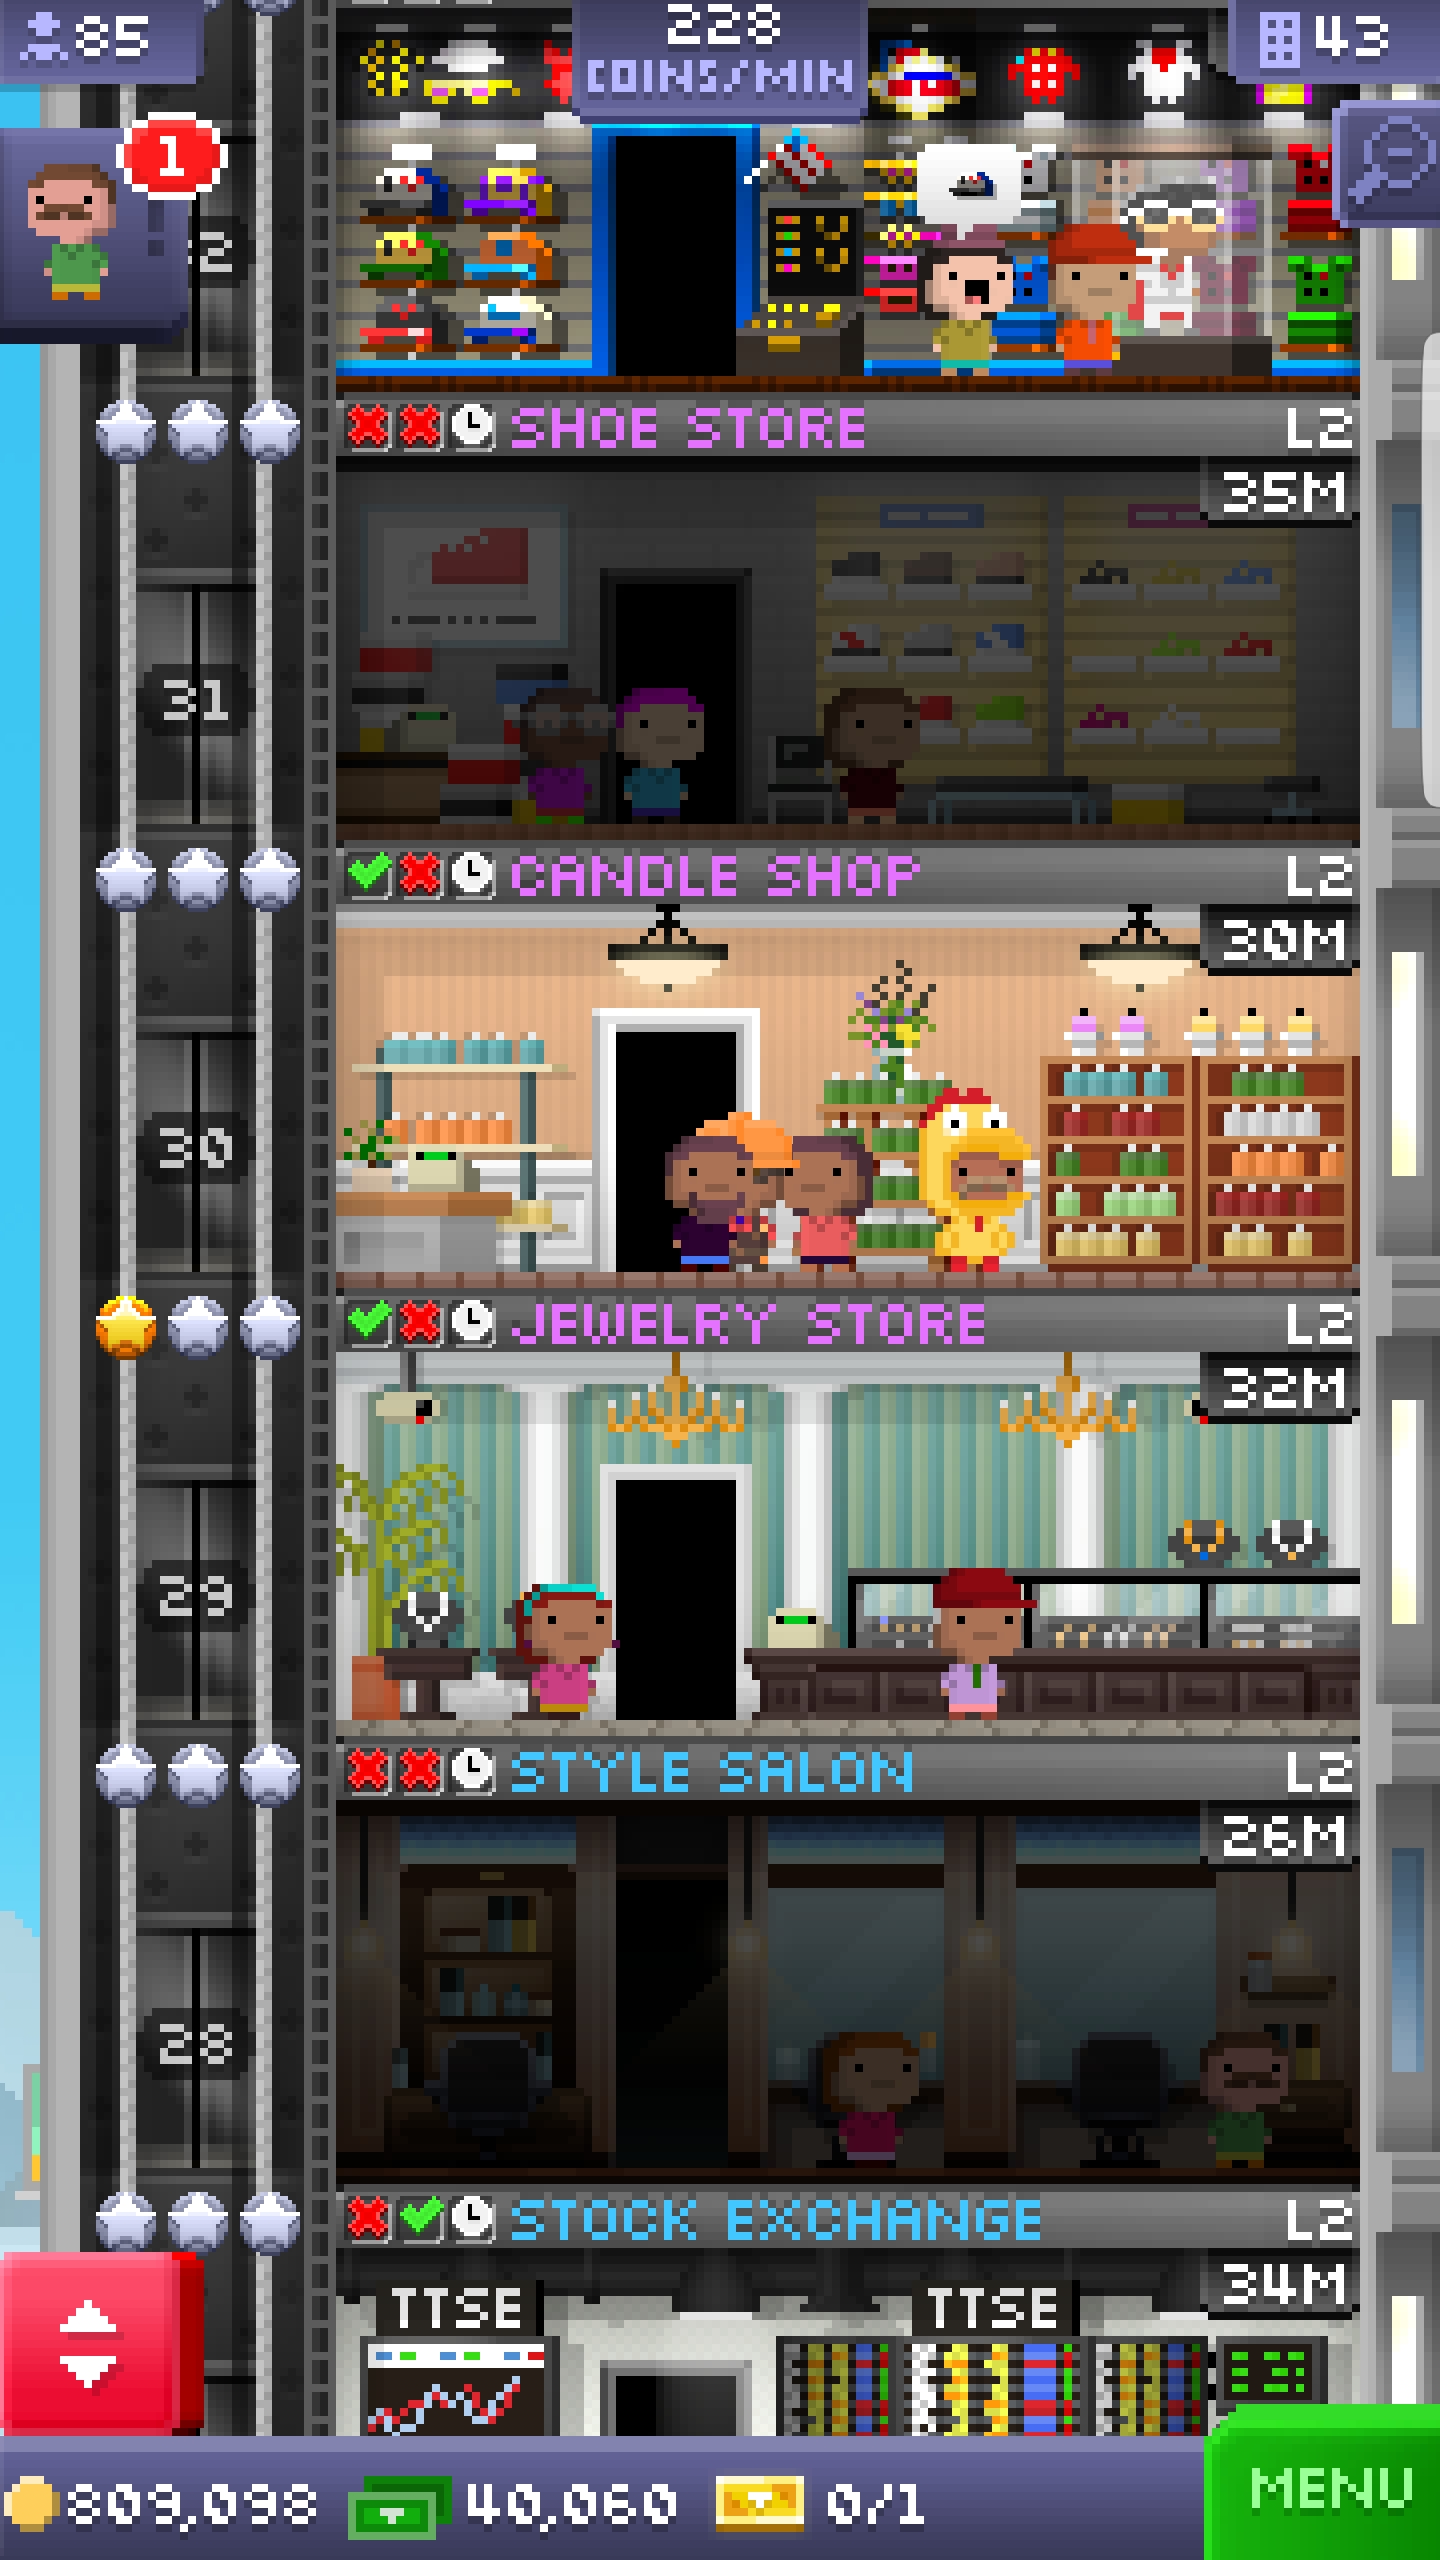 85
228
COINS/MIN
43
1
SHOE STORE L2
35M
31
CANDLE SHOP L2
30M
30
JEWELRY STORE L2
32M
29
STYLE SALON L2
26M
28
STOCK EXCHANGE L2
34M
TTSE TTSE
809,098 40,060 0/1
MENU